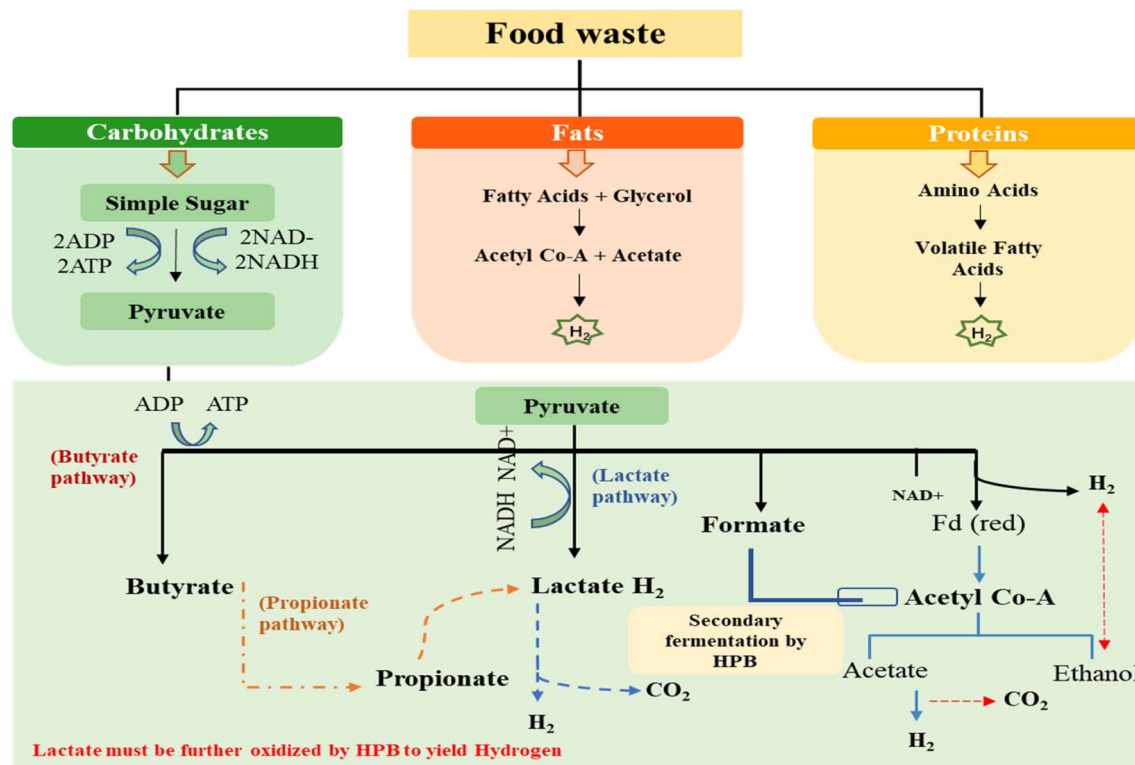 Food waste
Carbohydrates
Simple Sugar
2ADP
2ATP
2NAD-
2NADH
Pyruvate
Fats
Fatty Acids + Glycerol
Acetyl Co-A + Acetate
H₂
Proteins
Amino Acids
Volatile Fatty
Acids
H₂
ADP
ATP
Pyruvate
(Butyrate
pathway)
NADH NAD+
(Lactate
pathway)
NAD+
H₂
Formate
Fd (red)
Butyrate
(Propionate
pathway)
Lactate H₂
Acetyl Co-A
Secondary
fermentation by
HPB
Propionate
CO₂
H₂
Acetate
Ethanol
CO₂
H₂
Lactate must be further oxidized by HPB to yield Hydrogen